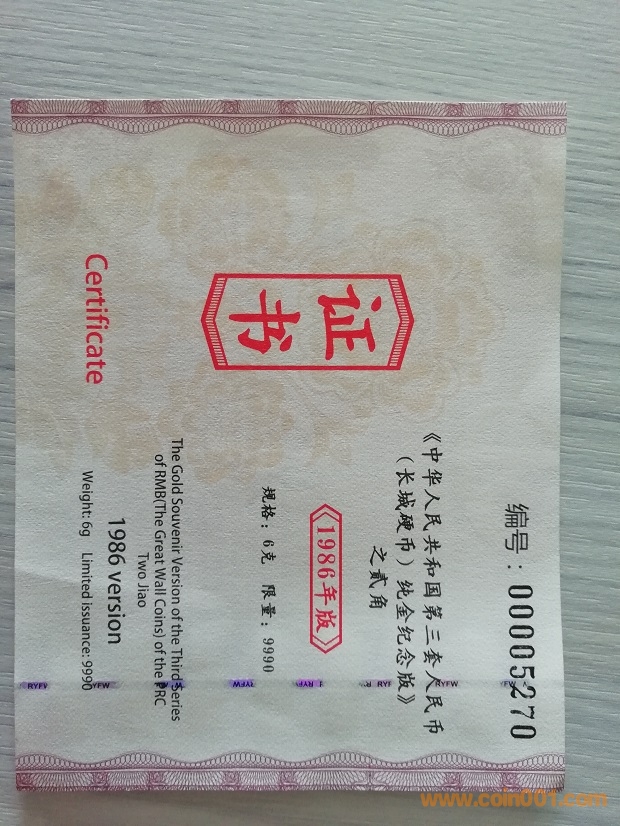 编号：00005270
《中华人民共和国第三套人民币
（长城硬币）纯金纪念版》
之贰角
证书
《1986年版》
规格：6克 限量：9990
Certificate
The Gold Souvenir Version of the Third Series
of RMB(The Great Wall Coins) of the PRC
Two Jiao
1986 version
Weight: 6g Limited issuance: 9990
RYFW
www.coin001.com